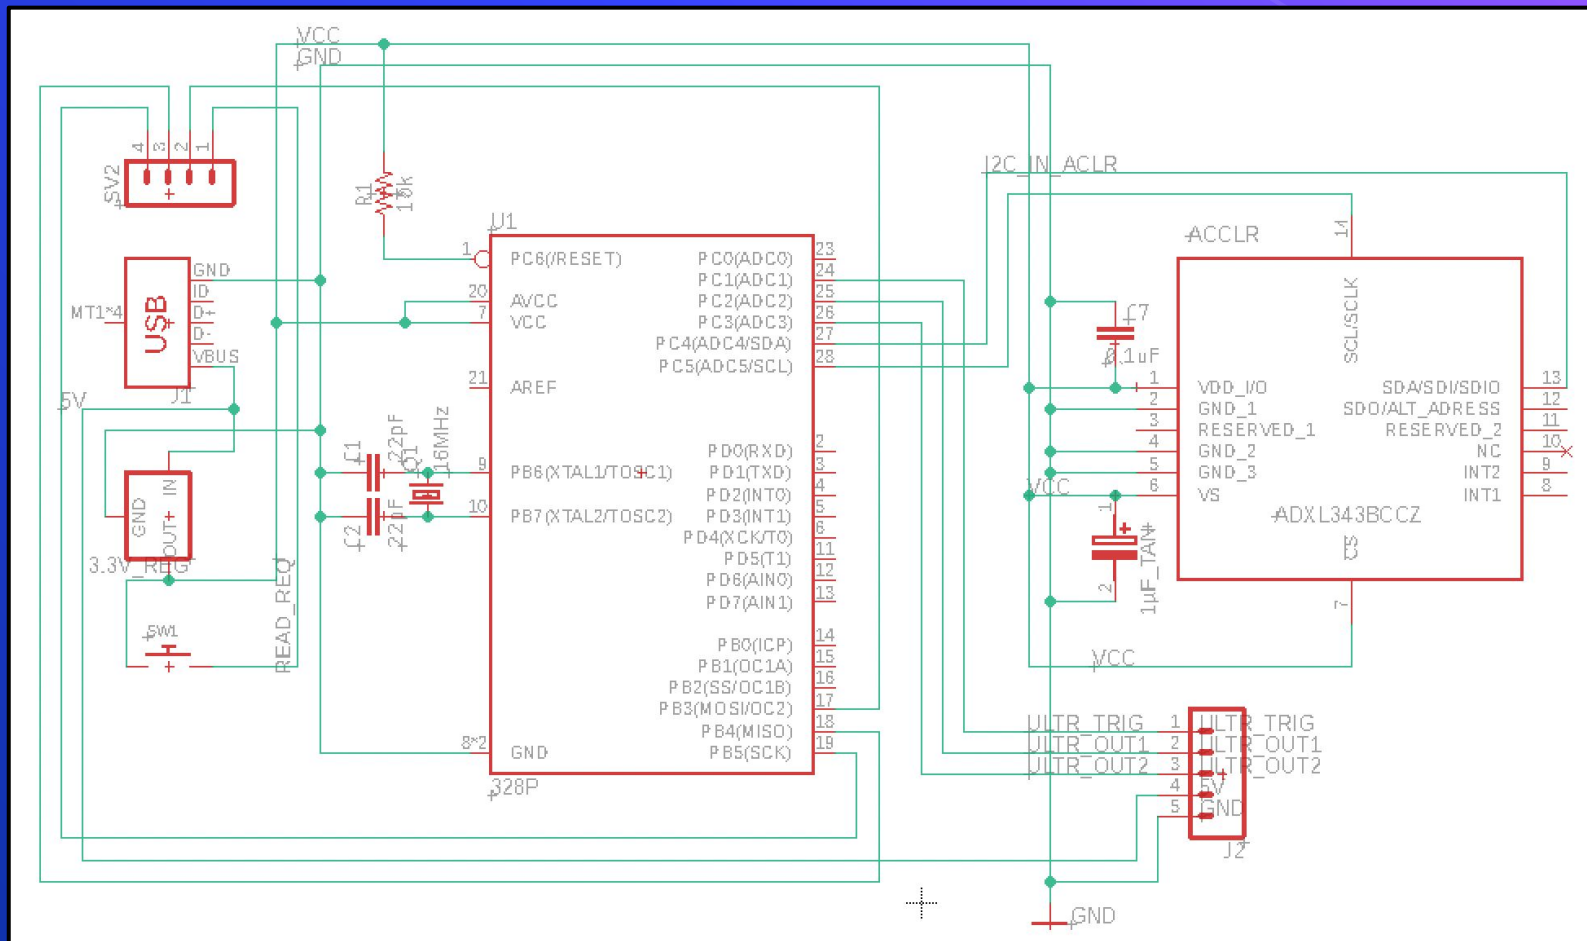 VCC
GND
4 3 2 1
SV2
R1
U1
I2C_IN_ACLR
ACCLR
14
SCL/SCLK
1 PC6(/RESET)
20 AVCC
7 VCC
21 AREF
9 PB6(XTAL1/TOSC1)
10 PB7(XTAL2/TOSC2)
8*2 GND
328P
PC0(ADC0) 23
PC1(ADC1) 24
PC2(ADC2) 25
PC3(ADC3) 26
PC4(ADC4/SDA) 27
PC5(ADC5/SCL) 28
PD0(RXD) 2
PD1(TXD) 3
PD2(INT0) 4
PD3(INT1) 5
PD4(XCK/T0) 6
PD5(T1) 11
PD6(AIN0) 12
PD7(AIN1) 13
PB0(ICP) 14
PB1(OC1A) 15
PB2(SS/OC1B) 16
PB3(MOSI/OC2) 17
PB4(MISO) 18
PB5(SCK) 19
GND
ID
D+
D-
VBUS
MT1*4
USB
J1
5V
C1
22pF
Q1
16MHz
C2
22pF
GND
IN
OUT
3.3V_REG
SW1
READ_REQ
C7
0.1uF
1 VDD_I/O
2 GND_1
3 RESERVED_1
4 GND_2
5 GND_3
6 VS
SDA/SDI/SDIO 13
SDO/ALT_ADRESS 12
RESERVED_2 11
NC 10
INT2 9
INT1 8
ADXL343BCCZ
CS
7
VCC
1
2
1µF_TAN
VCC
ULTR_TRIG 1 ULTR_TRIG
ULTR_OUT1 2 ULTR_OUT1
ULTR_OUT2 3 ULTR_OUT2
4 5V
5 GND
J2
GND